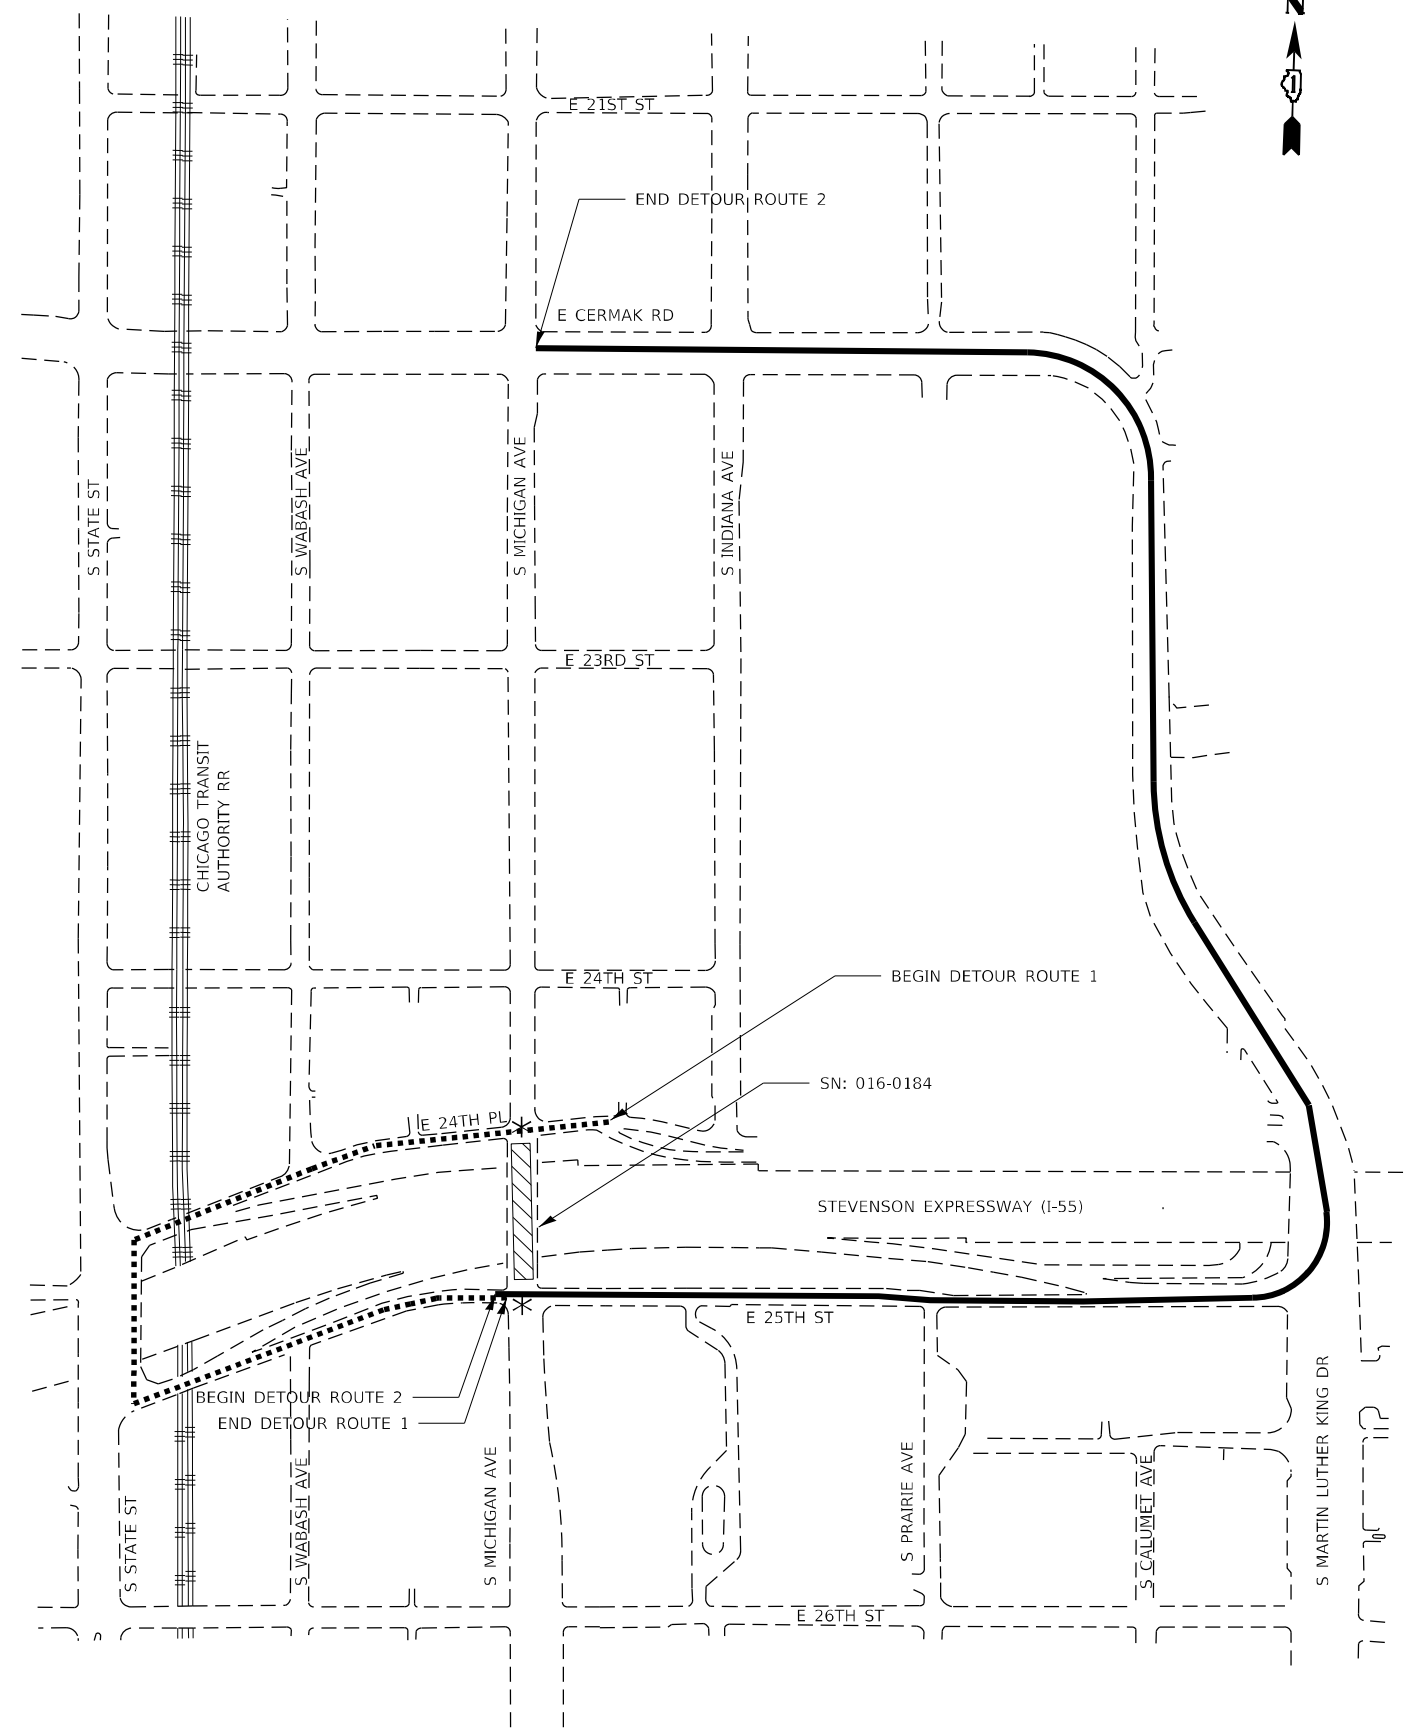 N
1
E 21ST ST
END DETOUR ROUTE 2
E CERMAK RD
S STATE ST
S WABASH AVE
S MICHIGAN AVE
S INDIANA AVE
E 23RD ST
CHICAGO TRANSIT
AUTHORITY RR
E 24TH ST
BEGIN DETOUR ROUTE 1
SN: 016-0184
E 24TH PL
STEVENSON EXPRESSWAY (I-55)
E 25TH ST
BEGIN DETOUR ROUTE 2
END DETOUR ROUTE 1
S STATE ST
S WABASH AVE
S MICHIGAN AVE
S PRAIRIE AVE
S CALUMET AVE
S MARTIN LUTHER KING DR
E 26TH ST